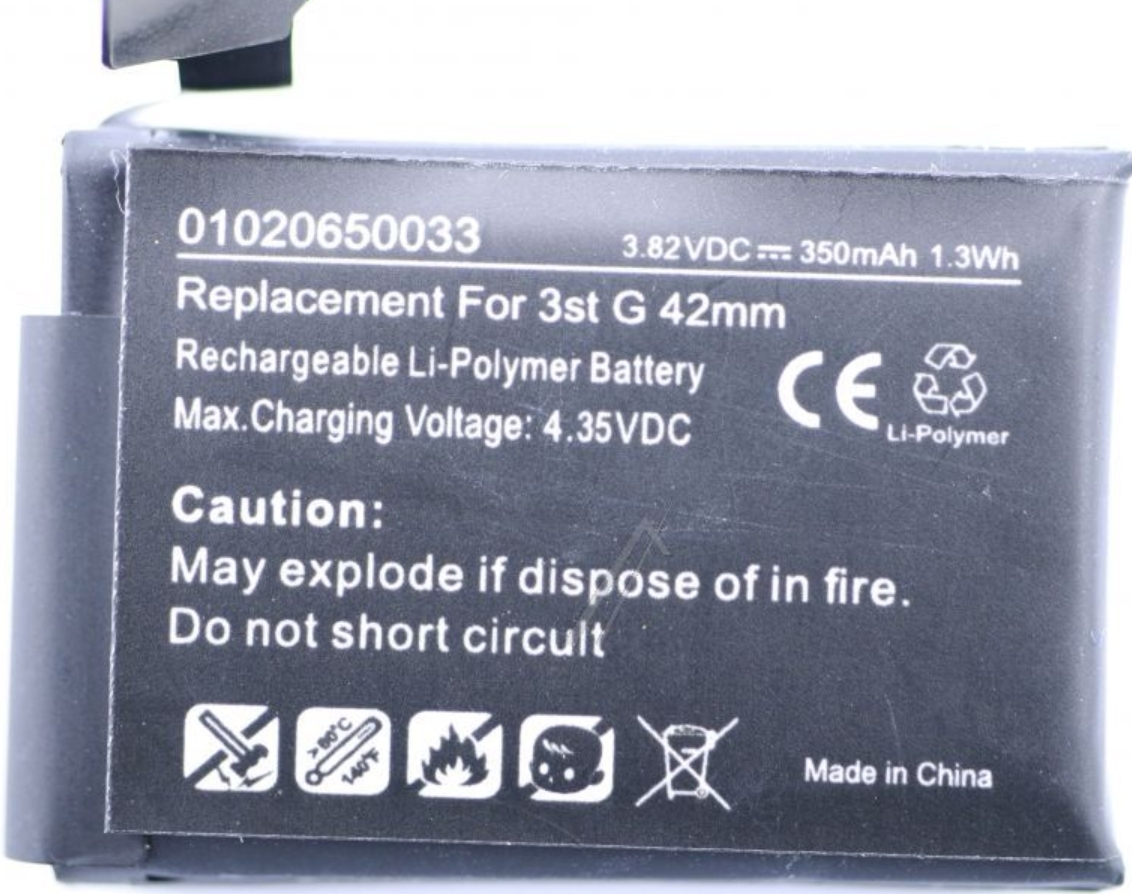 01020650033 3.82VDC⎓350mAh 1.3Wh
Replacement For 3st G 42mm
Rechargeable Li-Polymer Battery
Max.Charging Voltage: 4.35VDC
CE
Li-Polymer
Caution:
May explode if dispose of in fire.
Do not short circuit
> 60°C
140°F
Made in China